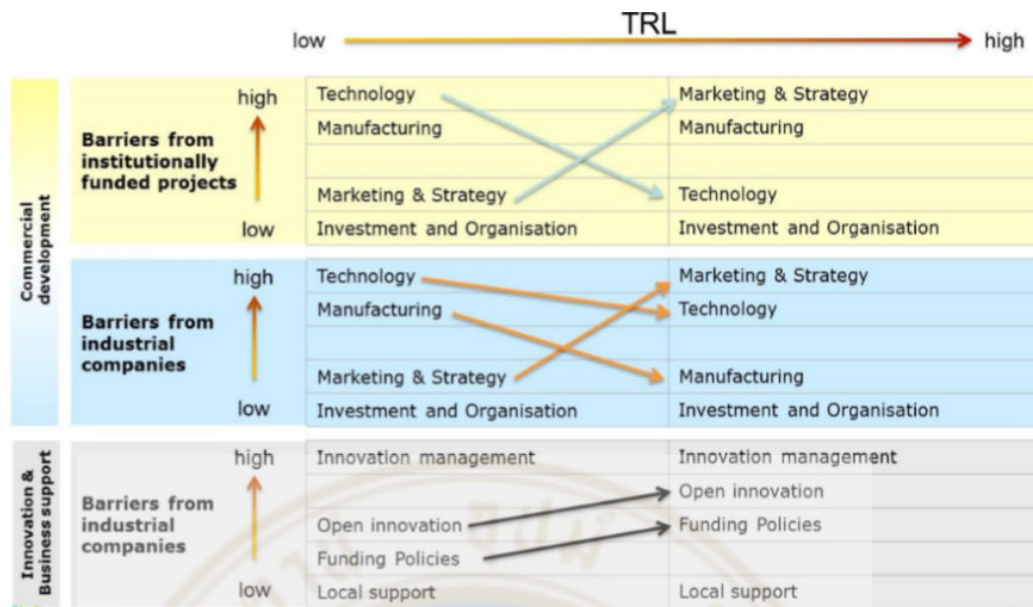 TRL
low high
Commercial
development
Barriers from
institutionally
funded projects
high
low
Technology Marketing & Strategy
Manufacturing Manufacturing
Marketing & Strategy Technology
Investment and Organisation Investment and Organisation
Barriers from
industrial
companies
high
low
Technology Marketing & Strategy
Manufacturing Technology
Marketing & Strategy Manufacturing
Investment and Organisation Investment and Organisation
Innovation &
Business support
Barriers from
industrial
companies
high
low
Innovation management Innovation management
Open innovation
Open innovation Funding Policies
Funding Policies
Local support Local support